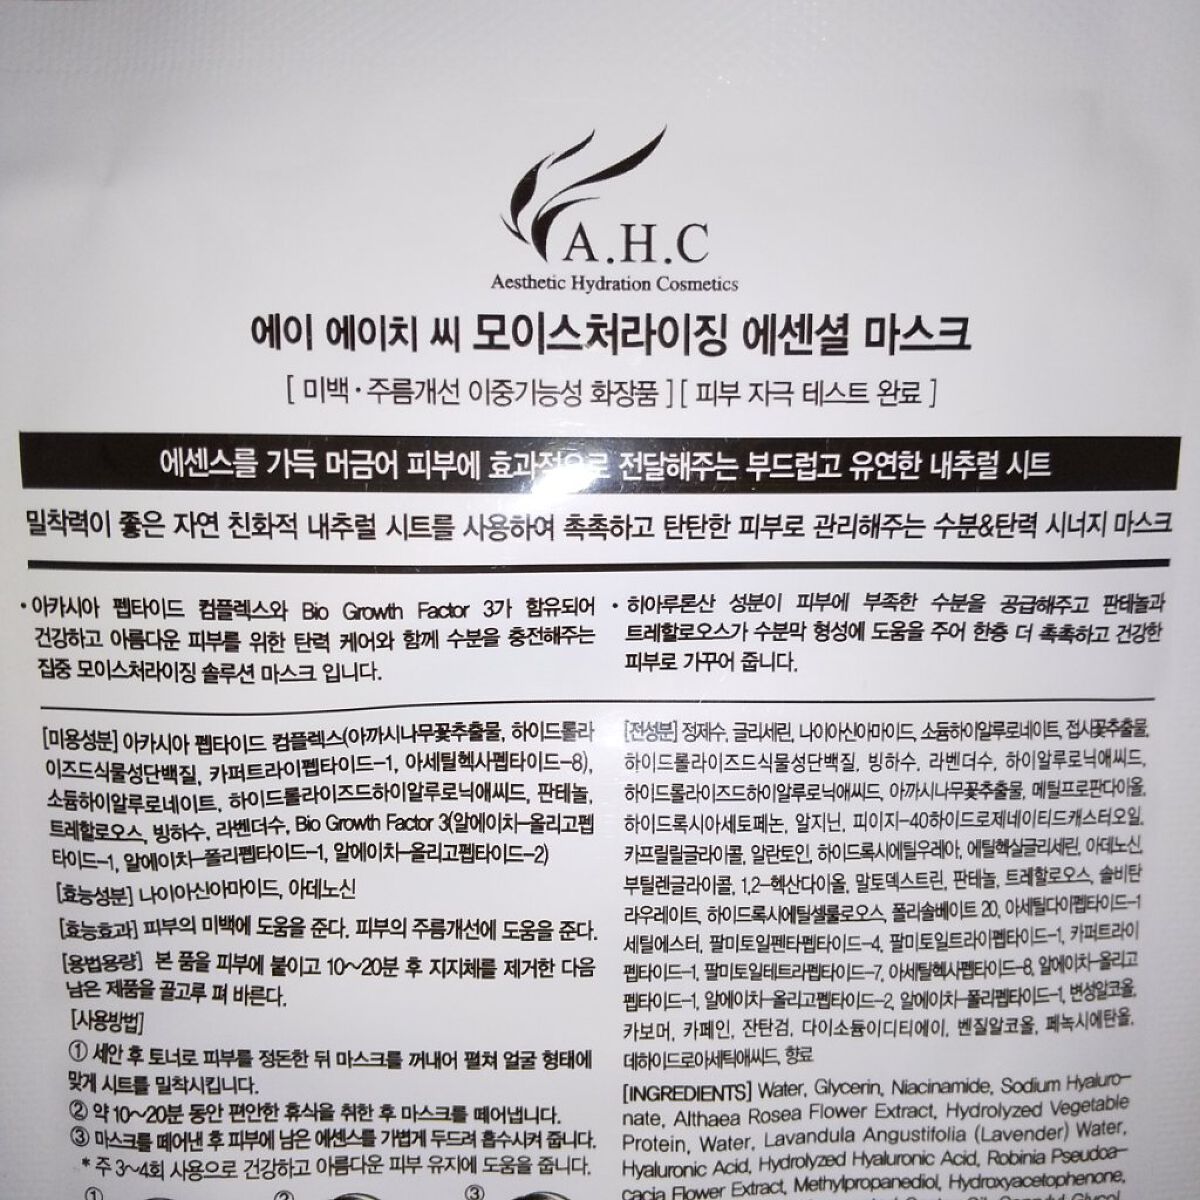 A.H.C
Aesthetic Hydration Cosmetics
에이 에이치 씨 모이스처라이징 에센셜 마스크
[ 미백 · 주름개선 이중기능성 화장품 ] [ 피부 자극 테스트 완료 ]
에센스를 가득 머금어 피부에 효과적으로 전달해주는 부드럽고 유연한 내추럴 시트
밀착력이 좋은 자연 친화적 내추럴 시트를 사용하여 촉촉하고 탄탄한 피부로 관리해주는 수분&탄력 시너지 마스크
• 아카시아 펩타이드 컴플렉스와 Bio Growth Factor 3가 함유되어
건강하고 아름다운 피부를 위한 탄력 케어와 함께 수분을 충전해주는
집중 모이스처라이징 솔루션 마스크 입니다.
• 히아루론산 성분이 피부에 부족한 수분을 공급해주고 판테놀과
트레할로오스가 수분막 형성에 도움을 주어 한층 더 촉촉하고 건강한
피부로 가꾸어 줍니다.
[미용성분] 아카시아 펩타이드 컴플렉스(아까시나무꽃추출물, 하이드롤라
이즈드식물성단백질, 카퍼트라이펩타이드-1, 아세틸헥사펩타이드-8),
소듐하이알루로네이트, 하이드롤라이즈드하이알루로닉애씨드, 판테놀,
트레할로오스, 빙하수, 라벤더수, Bio Growth Factor 3(알에이치-올리고펩
타이드-1, 알에이치-폴리펩타이드-1, 알에이치-올리고펩타이드-2)
[효능성분] 나이아신아마이드, 아데노신
[효능효과] 피부의 미백에 도움을 준다. 피부의 주름개선에 도움을 준다.
[용법용량] 본 품을 피부에 붙이고 10~20분 후 지지체를 제거한 다음
남은 제품을 골고루 펴 바른다.
[사용방법]
① 세안 후 토너로 피부를 정돈한 뒤 마스크를 꺼내어 펼쳐 얼굴 형태에
맞게 시트를 밀착시킵니다.
② 약 10~20분 동안 편안한 휴식을 취한 후 마스크를 떼어냅니다.
③ 마스크를 떼어낸 후 피부에 남은 에센스를 가볍게 두드려 흡수시켜 줍니다.
* 주 3~4회 사용으로 건강하고 아름다운 피부 유지에 도움을 줍니다.
① ② ③
[전성분] 정제수, 글리세린, 나이아신아마이드, 소듐하이알루로네이트, 접시꽃추출물,
하이드롤라이즈드식물성단백질, 빙하수, 라벤더수, 하이알루로닉애씨드,
하이드롤라이즈드하이알루로닉애씨드, 아까시나무꽃추출물, 메틸프로판다이올,
하이드록시아세토페논, 알지닌, 피이지-40하이드로제네이티드캐스터오일,
카프릴릴글라이콜, 알란토인, 하이드록시에틸우레아, 에틸헥실글리세린, 아데노신,
부틸렌글라이콜, 1,2-헥산다이올, 말토덱스트린, 판테놀, 트레할로오스, 솔비탄
라우레이트, 하이드록시에틸셀룰로오스, 폴리솔베이트 20, 아세틸다이펩타이드-1
세틸에스터, 팔미토일펜타펩타이드-4, 팔미토일트라이펩타이드-1, 카퍼트라이
펩타이드-1, 팔미토일테트라펩타이드-7, 아세틸헥사펩타이드-8, 알에이치-올리고
펩타이드-1, 알에이치-올리고펩타이드-2, 알에이치-폴리펩타이드-1, 변성알코올,
카보머, 카페인, 잔탄검, 다이소듐이디티에이, 벤질알코올, 페녹시에탄올,
데하이드로아세틱애씨드, 향료
[INGREDIENTS] Water, Glycerin, Niacinamide, Sodium Hyaluro-
nate, Althaea Rosea Flower Extract, Hydrolyzed Vegetable
Protein, Water, Lavandula Angustifolia (Lavender) Water,
Hyaluronic Acid, Hydrolyzed Hyaluronic Acid, Robinia Pseudoa-
cacia Flower Extract, Methylpropanediol, Hydroxyacetophenone,